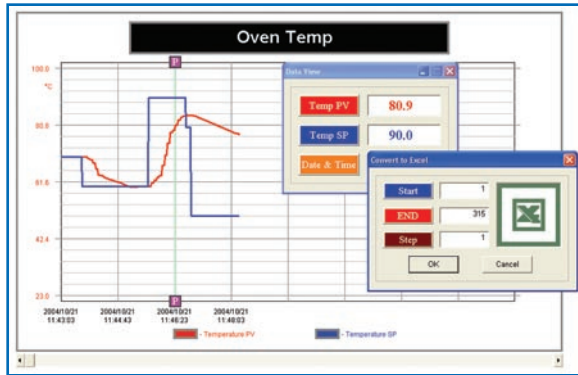 Oven Temp
P
100.0
°C
80.8
61.6
42.4
23.0
Data View
Temp PV 80.9
Temp SP 90.0
Date & Time
Convert to Excel
Start 1
END 315
Step 1
OK Cancel
P
2004/10/21 2004/10/21 2004/10/21 2004/10/21
11:43:03 11:44:43 11:46:23 11:48:03
- Temperature PV - Temperature SP